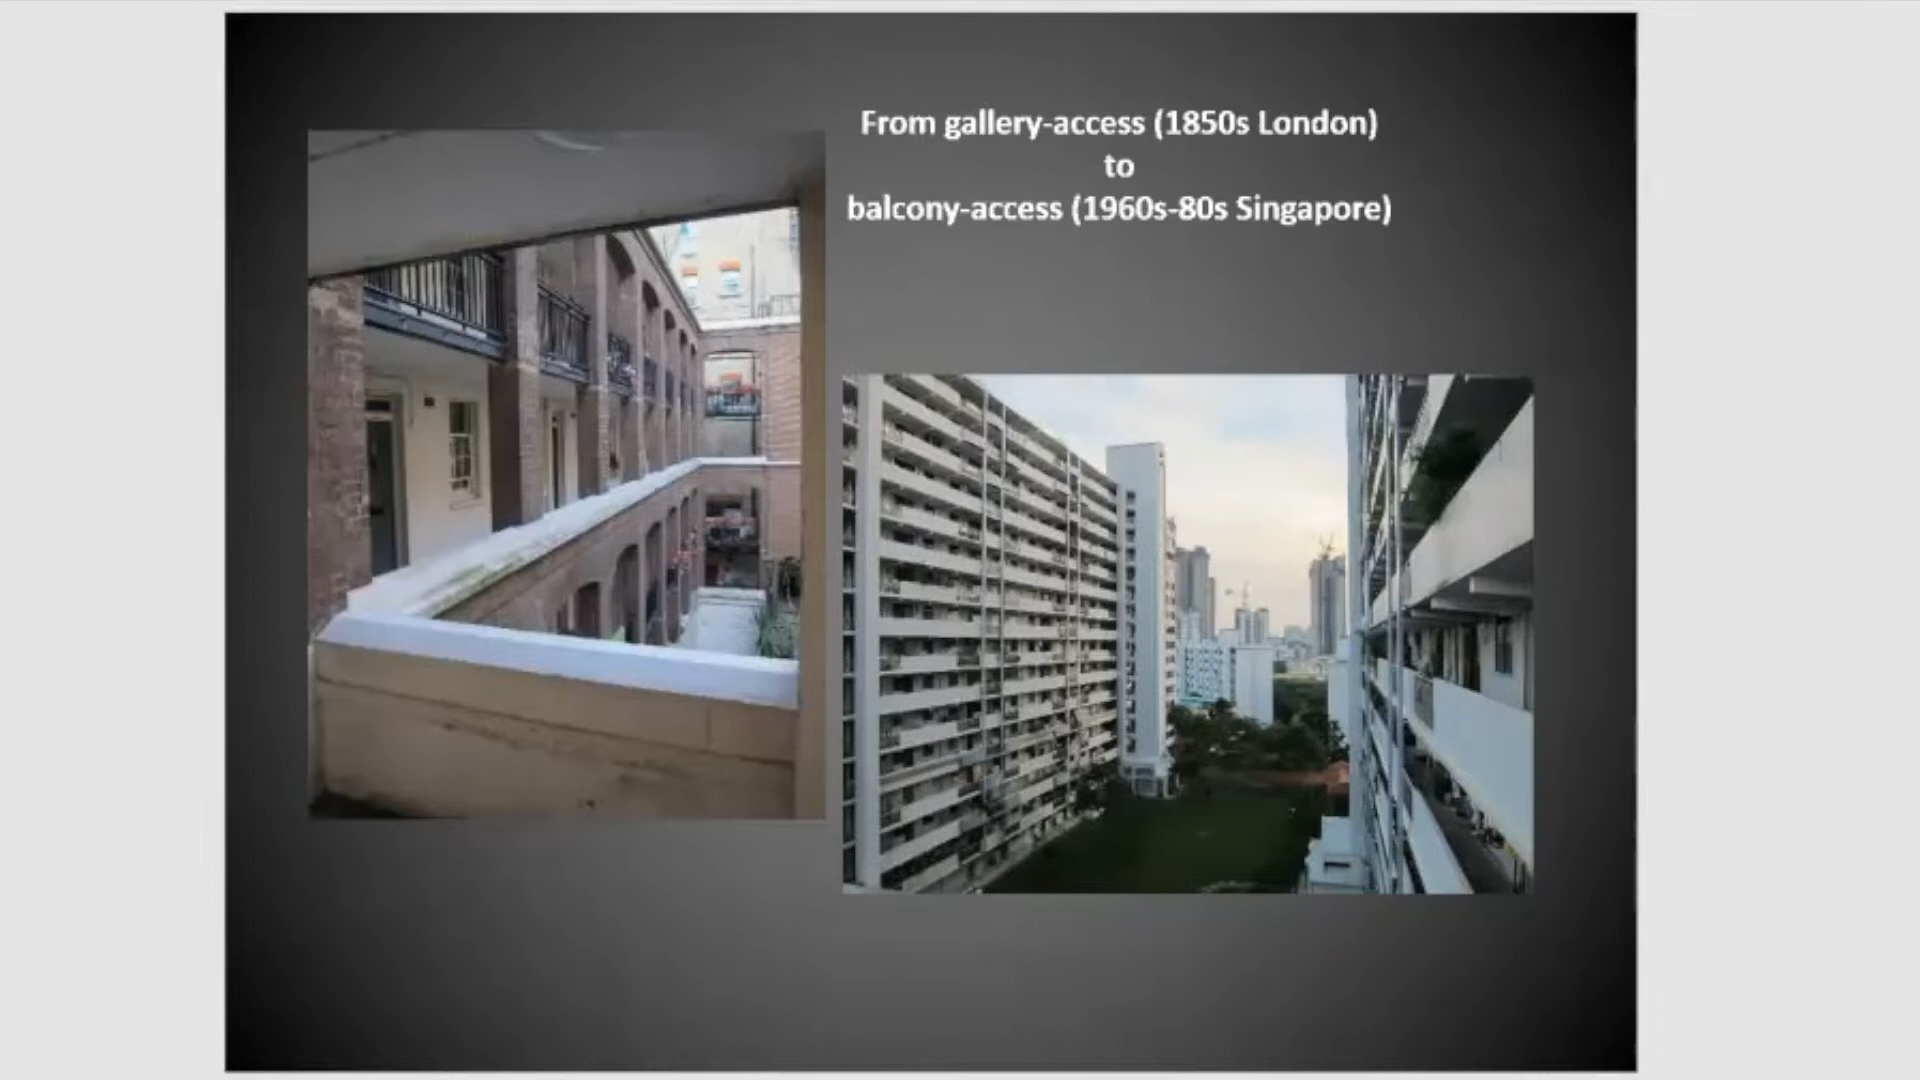 From gallery-access (1850s London)
to
balcony-access (1960s-80s Singapore)